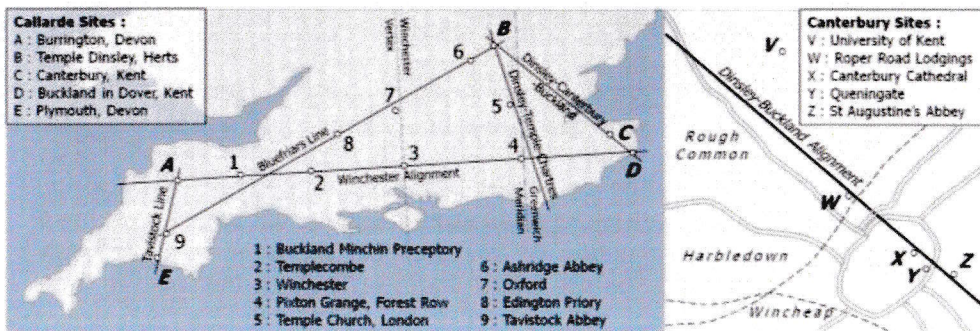 Callarde Sites :
A : Burrington, Devon
B : Temple Dinsley, Herts
C : Canterbury, Kent
D : Buckland in Dover, Kent
E : Plymouth, Devon
Winchester
Versex
B
6
7
5
Dinsley-Canterbury
Buckland
Dinsley-Temple-Chartres
C
D
Bluefriars Line
8
A
1
2
3
4
Winchester Alignment
Greenwich
Meridian
Tavistock Line
9
E
1 : Buckland Minchin Preceptory
2 : Templecombe
3 : Winchester
4 : Pixton Grange, Forest Row
5 : Temple Church, London
6 : Ashridge Abbey
7 : Oxford
8 : Edington Priory
9 : Tavistock Abbey
Canterbury Sites :
V : University of Kent
W : Roper Road Lodgings
X : Canterbury Cathedral
Y : Queningate
Z : St Augustine's Abbey
V
Dinsley-Buckland Alignment
Rough
Common
W
Harbledown
X
Y
Z
Wincheap